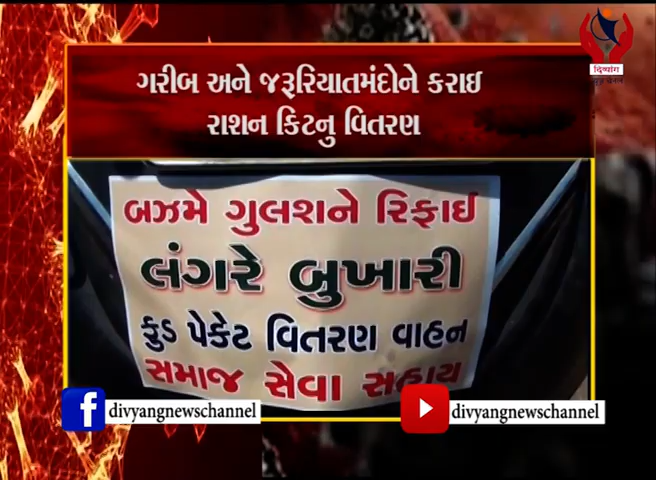 दिव्यांग
ગરીબ અને જરૂરિયાતમંદોને કરાઇ
રાશન કિટનુ વિતરણ
બઝમે ગુલશને રિફાઇ
લંગરે બુખારી
ફુડ પેકેટ વિતરણ વાહન
સમાજ સેવા સહાય
divyangnewschannel
divyangnewschannel